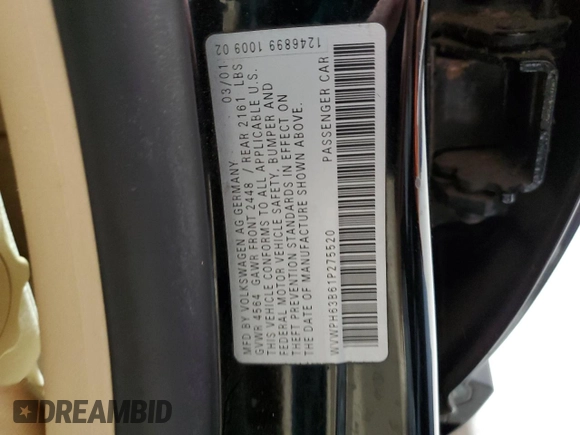 1246899 1009 02
MFD. BY VOLKSWAGEN AG GERMANY 03/01
GVWR 4564 GAWR FRONT 2448 / REAR 2161 LBS
THIS VEHICLE CONFORMS TO ALL APPLICABLE U.S.
FEDERAL MOTOR VEHICLE SAFETY, BUMPER AND
THEFT PREVENTION STANDARDS IN EFFECT ON
THE DATE OF MANUFACTURE SHOWN ABOVE.
PASSENGER CAR
WVWPH63B61P275520
DREAMBID